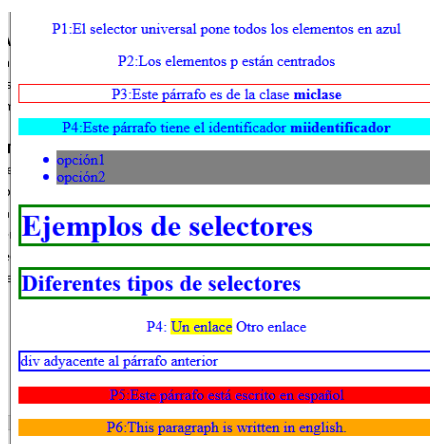 P1:El selector universal pone todos los elementos en azul
P2:Los elementos p están centrados
P3:Este párrafo es de la clase miclase
P4:Este párrafo tiene el identificador miidentificador
opción1
opción2
Ejemplos de selectores
Diferentes tipos de selectores
P4: Un enlace Otro enlace
div adyacente al párrafo anterior
P5:Este párrafo está escrito en español
P6:This paragraph is written in english.